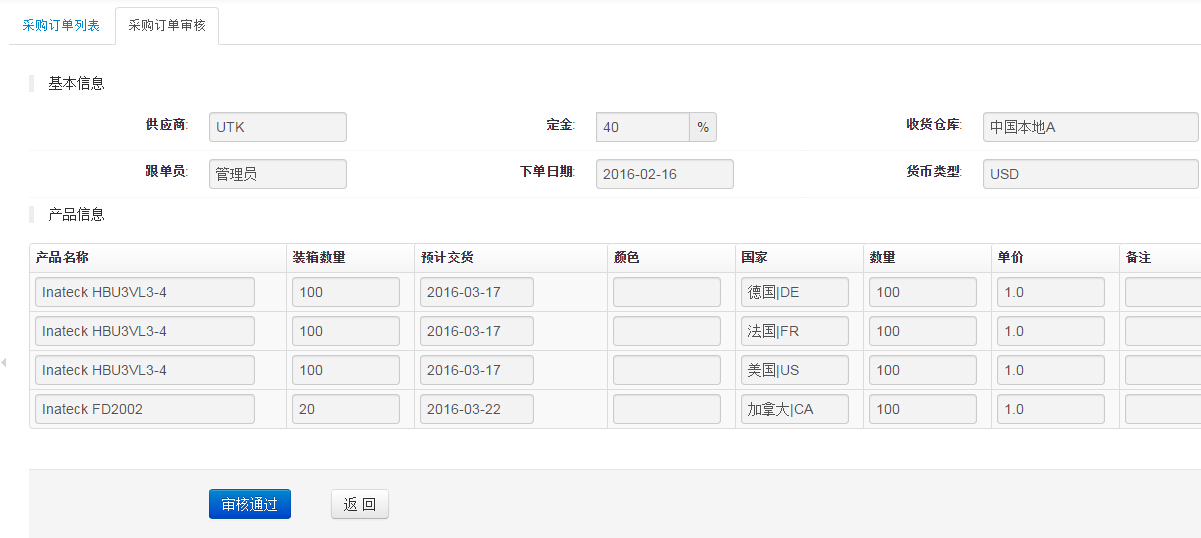 采购订单列表 采购订单审核
基本信息
供应商: UTK 定金: 40 % 收货仓库: 中国本地A
跟单员: 管理员 下单日期: 2016-02-16 货币类型: USD
产品信息
产品名称 装箱数量 预计交货 颜色 国家 数量 单价 备注
Inateck HBU3VL3-4 100 2016-03-17 德国|DE 100 1.0
Inateck HBU3VL3-4 100 2016-03-17 法国|FR 100 1.0
Inateck HBU3VL3-4 100 2016-03-17 美国|US 100 1.0
Inateck FD2002 20 2016-03-22 加拿大|CA 100 1.0
审核通过 返 回